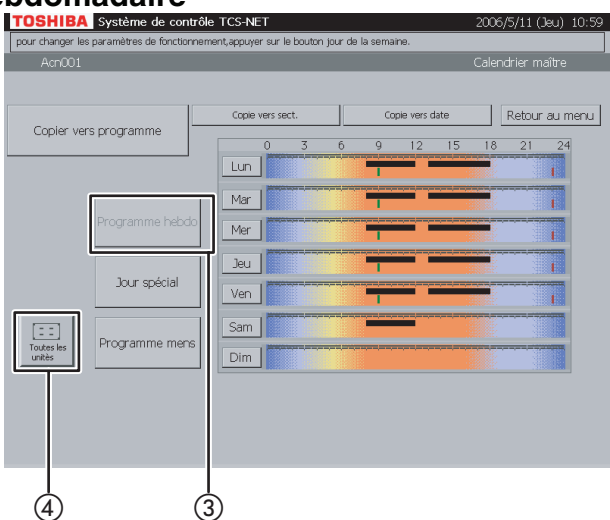 ebdomadaire
TOSHIBA Système de contrôle TCS-NET 2006/5/11 (Jeu) 10:59
pour changer les paramètres de fonctionnement,appuyer sur le bouton jour de la semaine.
Acn001 Calendrier maître
Copier vers programme
Copie vers sect. Copie vers date Retour au menu
0 3 6 9 12 15 18 21 24
Lun
Mar
Programme hebdo
Mer
Jeu
Jour spécial
Ven
Sam
Toutes les
unitès
Programme mens
Dim
④ ③